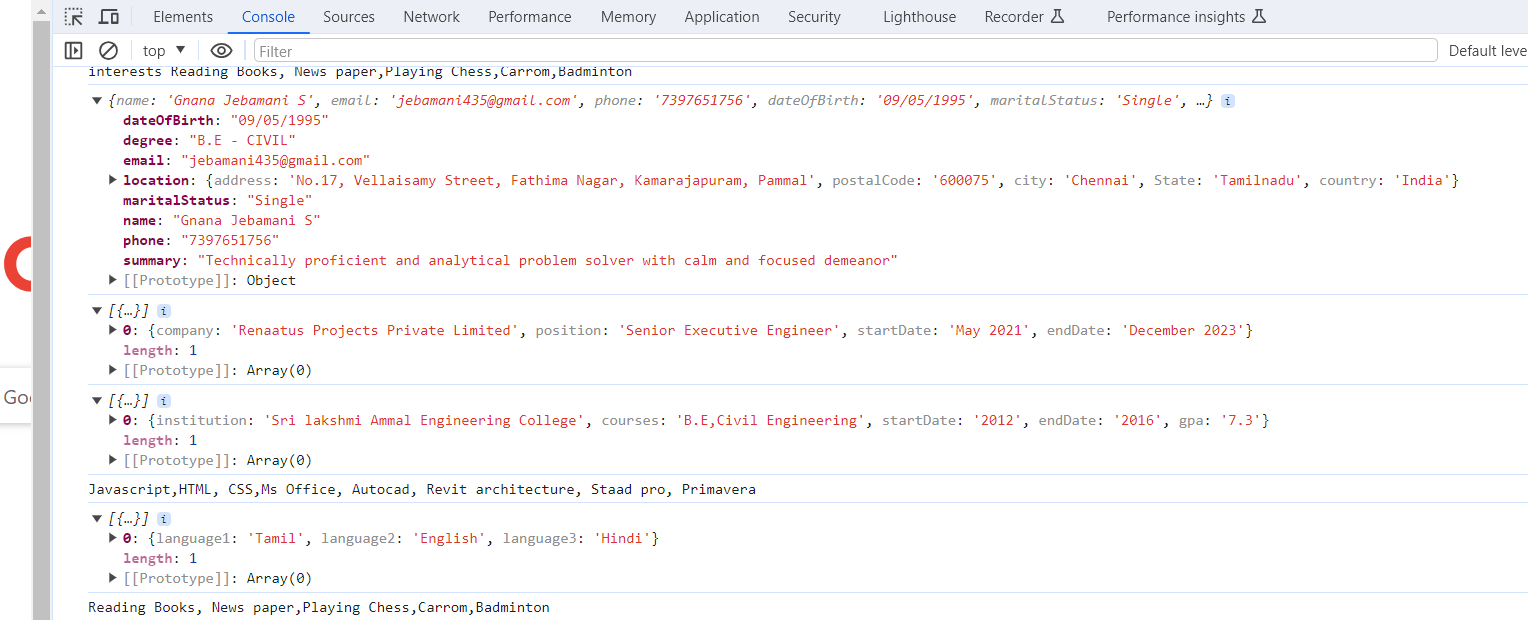 Elements Console Sources Network Performance Memory Application Security Lighthouse Recorder Performance insights
top Filter Default leve
interests Reading Books, News paper,Playing Chess,Carrom,Badminton
{name: 'Gnana Jebamani S', email: 'jebamani435@gmail.com', phone: '7397651756', dateOfBirth: '09/05/1995', maritalStatus: 'Single', …} i
dateOfBirth: "09/05/1995"
degree: "B.E - CIVIL"
email: "jebamani435@gmail.com"
location: {address: 'No.17, Vellaisamy Street, Fathima Nagar, Kamarajapuram, Pammal', postalCode: '600075', city: 'Chennai', State: 'Tamilnadu', country: 'India'}
maritalStatus: "Single"
name: "Gnana Jebamani S"
phone: "7397651756"
summary: "Technically proficient and analytical problem solver with calm and focused demeanor"
[[Prototype]]: Object
[{…}] i
0: {company: 'Renaatus Projects Private Limited', position: 'Senior Executive Engineer', startDate: 'May 2021', endDate: 'December 2023'}
length: 1
[[Prototype]]: Array(0)
[{…}] i
0: {institution: 'Sri lakshmi Ammal Engineering College', courses: 'B.E,Civil Engineering', startDate: '2012', endDate: '2016', gpa: '7.3'}
length: 1
[[Prototype]]: Array(0)
Goo
Javascript,HTML, CSS,Ms Office, Autocad, Revit architecture, Staad pro, Primavera
[{…}] i
0: {language1: 'Tamil', language2: 'English', language3: 'Hindi'}
length: 1
[[Prototype]]: Array(0)
Reading Books, News paper,Playing Chess,Carrom,Badminton